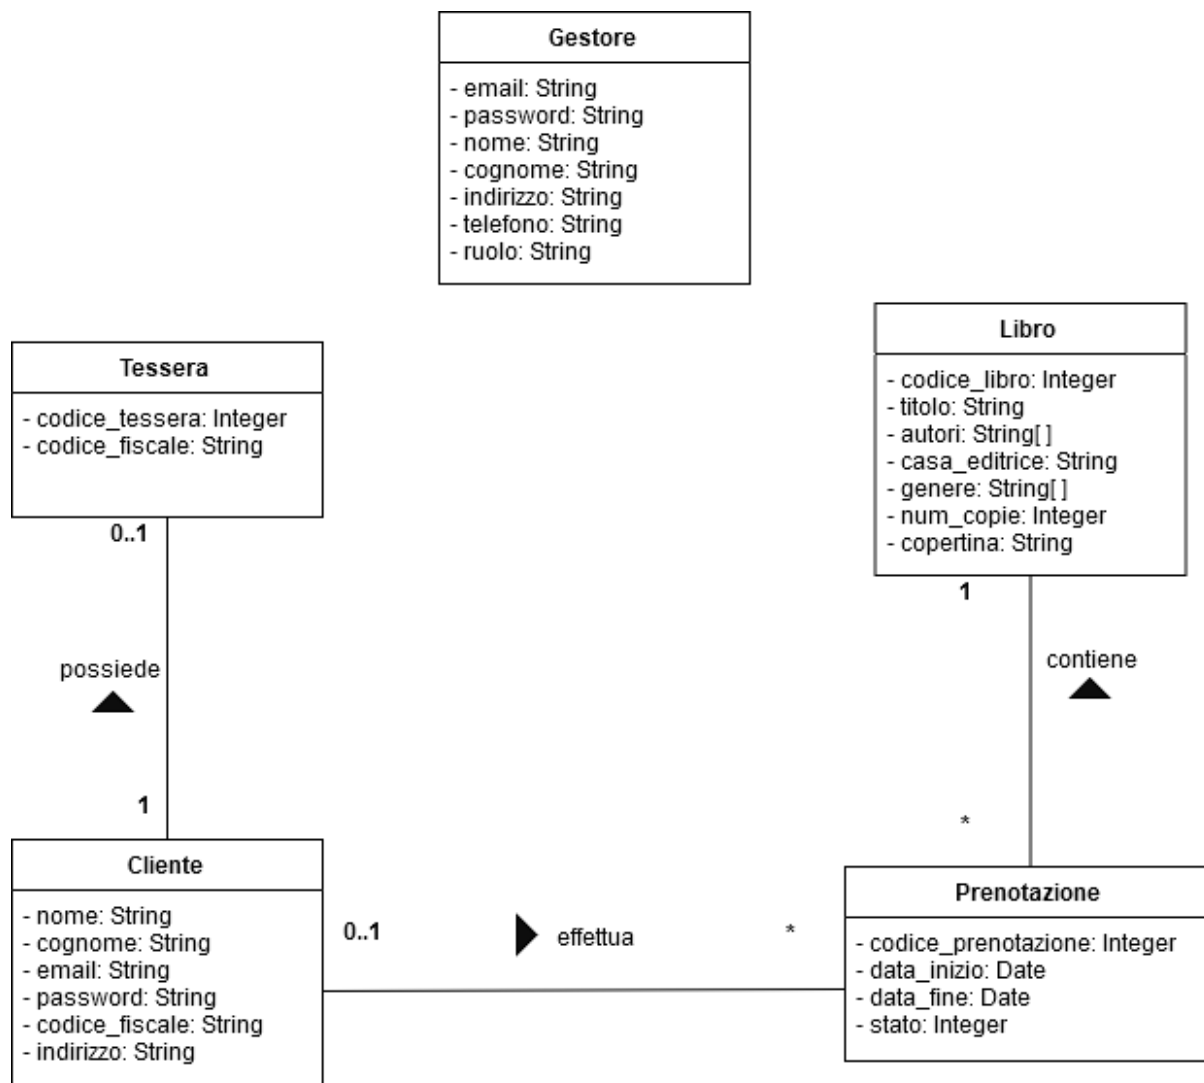 Gestore
- email: String
- password: String
- nome: String
- cognome: String
- indirizzo: String
- telefono: String
- ruolo: String
Tessera
- codice_tessera: Integer
- codice_fiscale: String
Libro
- codice_libro: Integer
- titolo: String
- autori: String[ ]
- casa_editrice: String
- genere: String[ ]
- num_copie: Integer
- copertina: String
0..1
possiede
1
1
contiene
*
Cliente
- nome: String
- cognome: String
- email: String
- password: String
- codice_fiscale: String
- indirizzo: String
0..1
effettua
*
Prenotazione
- codice_prenotazione: Integer
- data_inizio: Date
- data_fine: Date
- stato: Integer